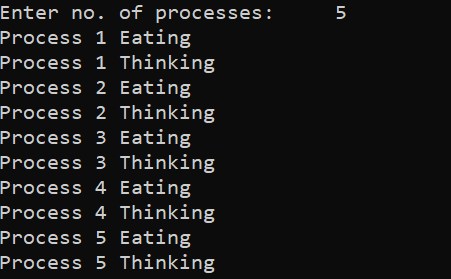 Enter no. of processes:     5
Process 1 Eating
Process 1 Thinking
Process 2 Eating
Process 2 Thinking
Process 3 Eating
Process 3 Thinking
Process 4 Eating
Process 4 Thinking
Process 5 Eating
Process 5 Thinking